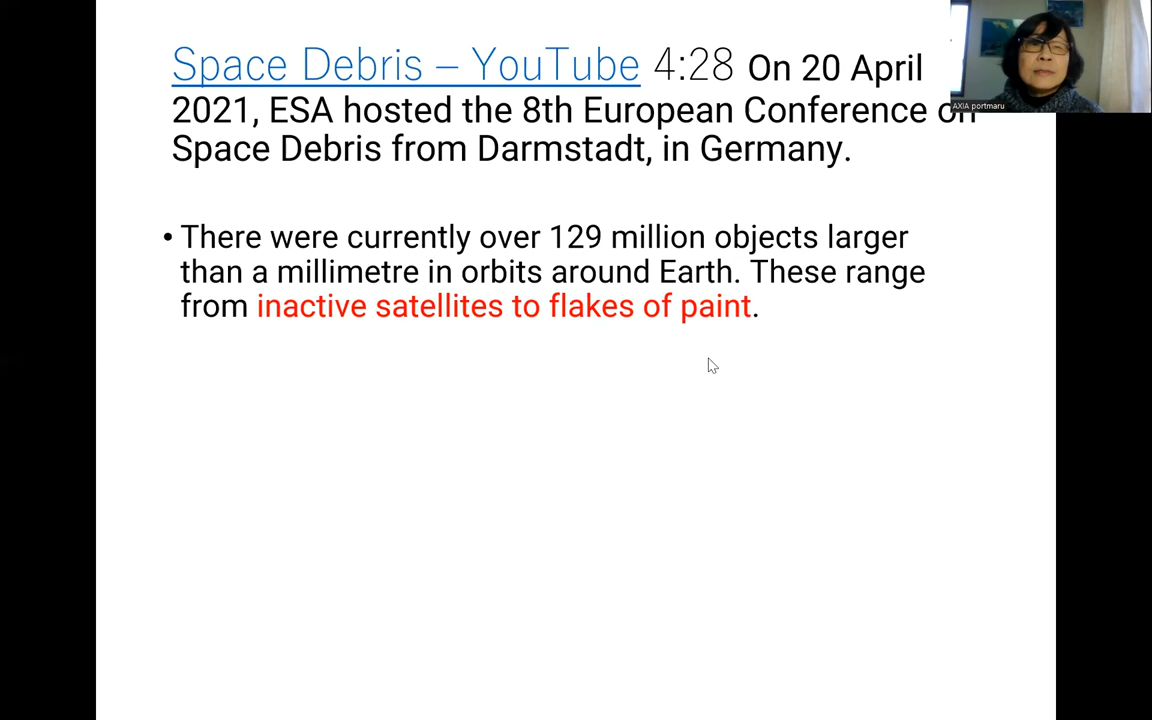 Space Debris – YouTube 4:28 On 20 April
2021, ESA hosted the 8th European Conference on
Space Debris from Darmstadt, in Germany.
• There were currently over 129 million objects larger
than a millimetre in orbits around Earth. These range
from inactive satellites to flakes of paint.
AXIA portmaru